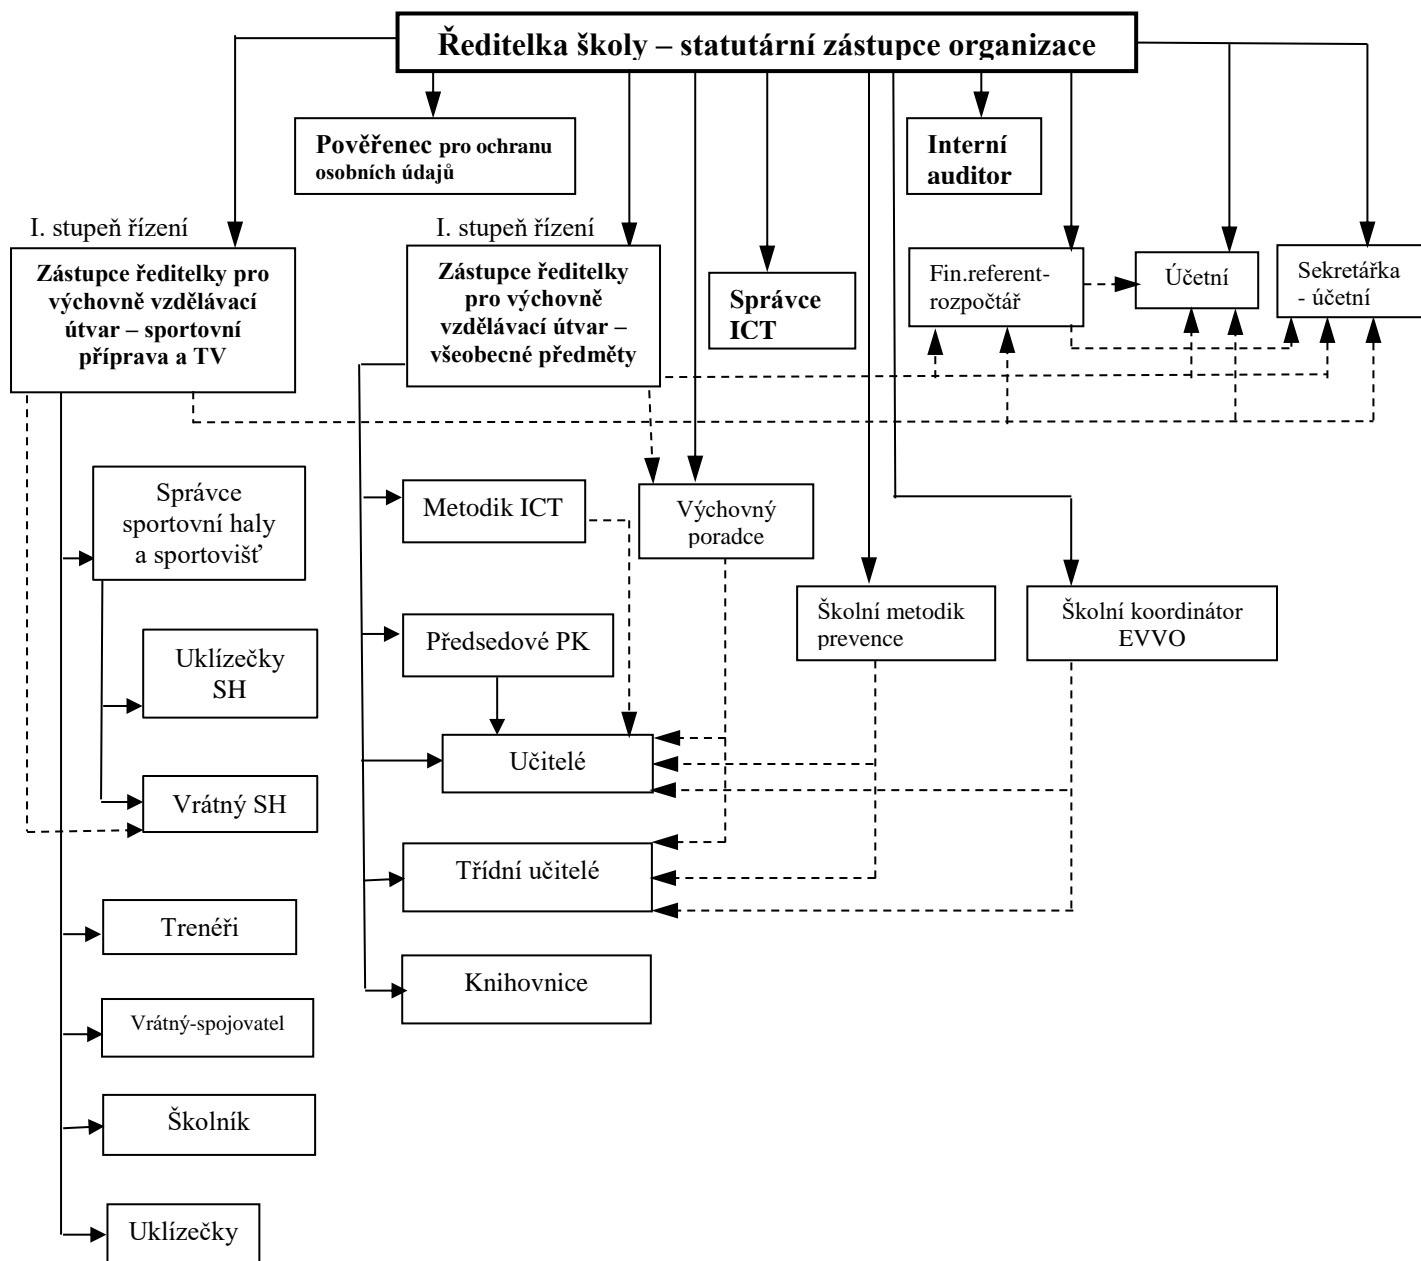 Ředitelka školy – statutární zástupce organizace
Pověřenec pro ochranu
osobních údajů
Interní
auditor
I. stupeň řízení
I. stupeň řízení
Zástupce ředitelky pro
výchovně vzdělávací
útvar – sportovní
příprava a TV
Zástupce ředitelky
pro výchovně
vzdělávací útvar –
všeobecné předměty
Správce
ICT
Fin.referent-
rozpočtář
Účetní
Sekretářka
- účetní
Správce
sportovní haly
a sportovišť
Metodik ICT
Výchovný
poradce
Školní metodik
prevence
Školní koordinátor
EVVO
Uklízečky
SH
Předsedové PK
Učitelé
Vrátný SH
Třídní učitelé
Trenéři
Knihovnice
Vrátný-spojovatel
Školník
Uklízečky